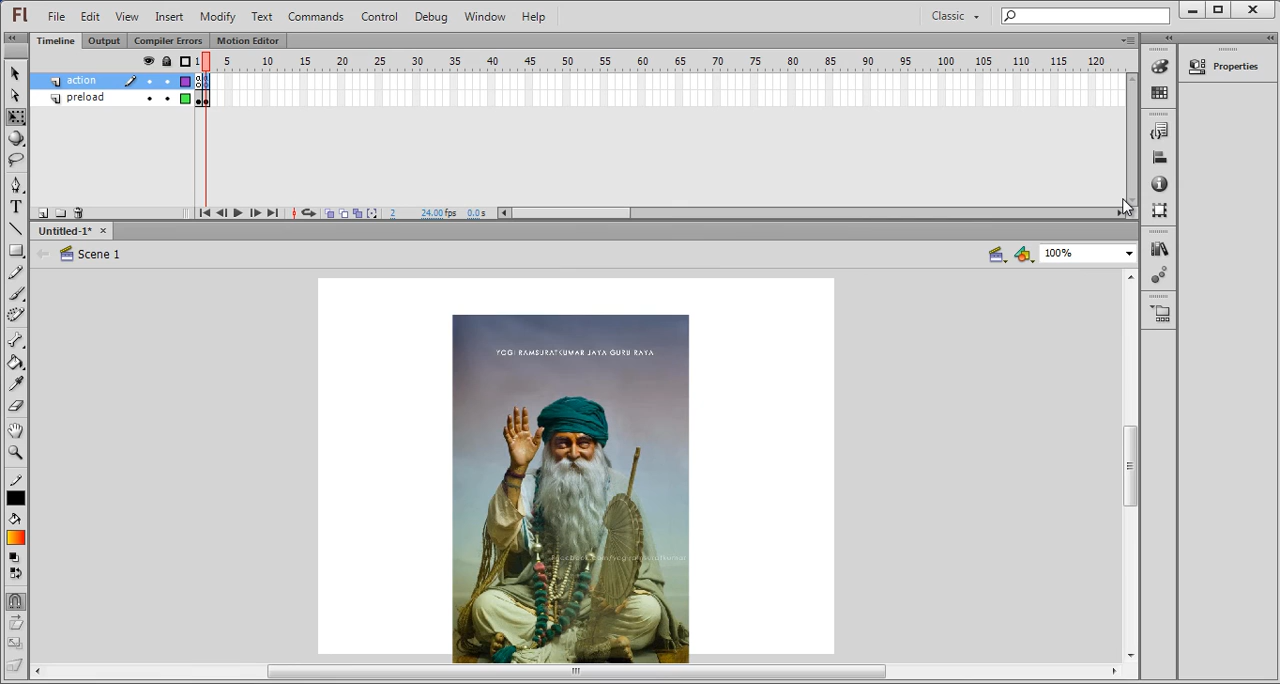 Fl File Edit View Insert Modify Text Commands Control Debug Window Help Classic
Timeline Output Compiler Errors Motion Editor
1 5 10 15 20 25 30 35 40 45 50 55 60 65 70 75 80 85 90 95 100 105 110 115 120
action
preload
2 24.00 fps 0.0 s
Properties
Untitled-1*
Scene 1
100%
YOGI RAMSURATKUMAR JAYA GURU RAYA